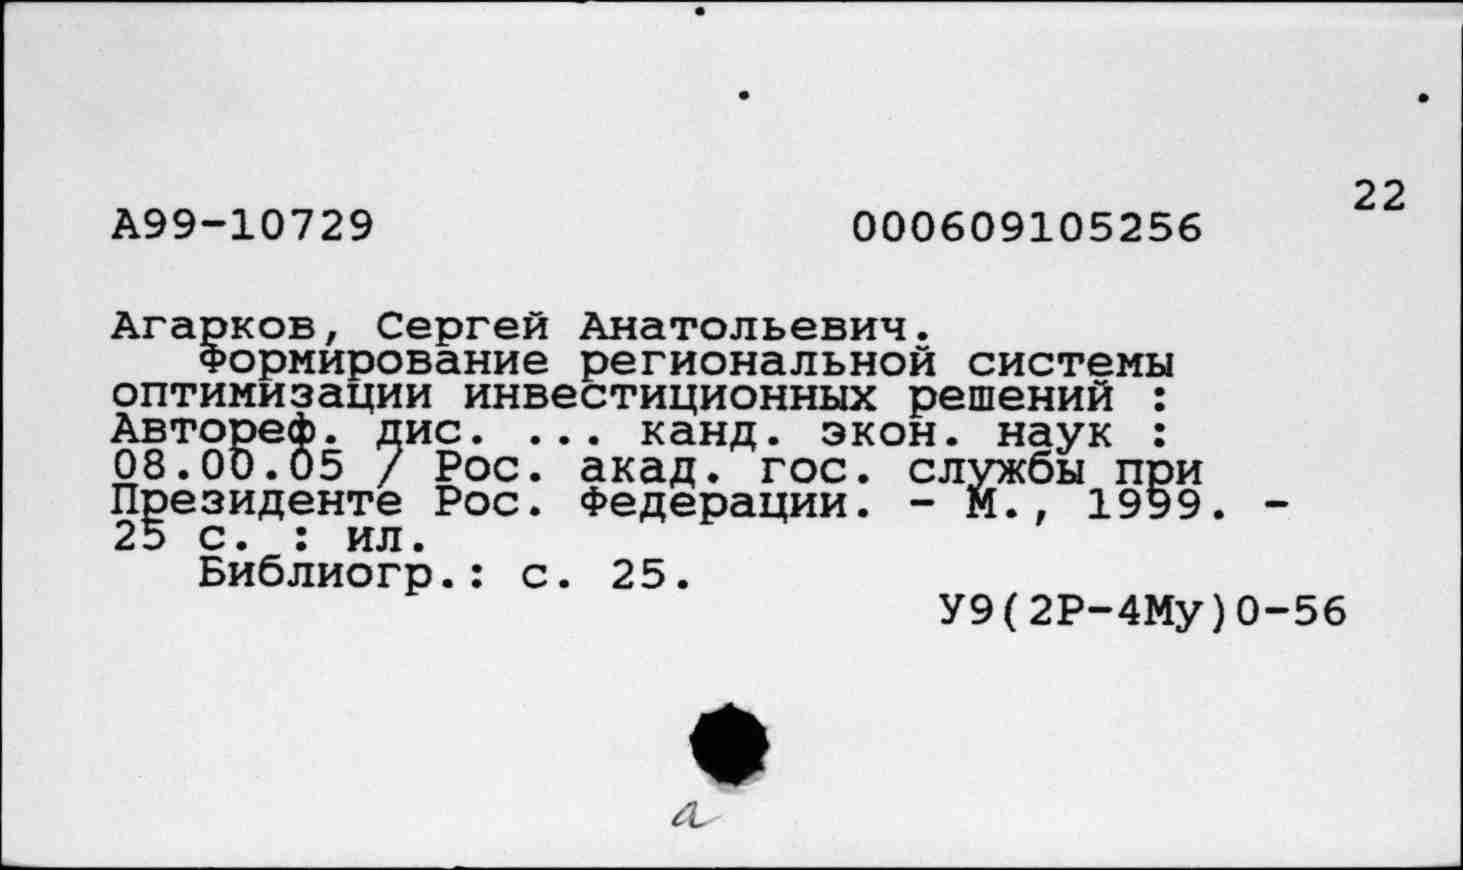 22
А99-10729 000609105256
Агарков, Сергей Анатольевич.
Формирование региональной системы
оптимизации инвестиционных решений :
Автореф. дис. ... канд. экон. наук :
08.00.05 / Рос. акад. гос. службы при
Президенте Рос. Федерации. - М., 1999. -
25 с. : ил.
Библиогр.: с. 25.
У9(2Р-4Му)0-56
а